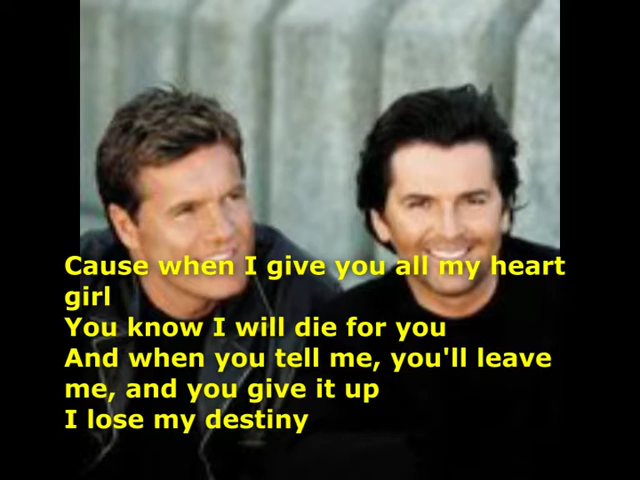 Cause when I give you all my heart
girl
You know I will die for you
And when you tell me, you'll leave
me, and you give it up
I lose my destiny